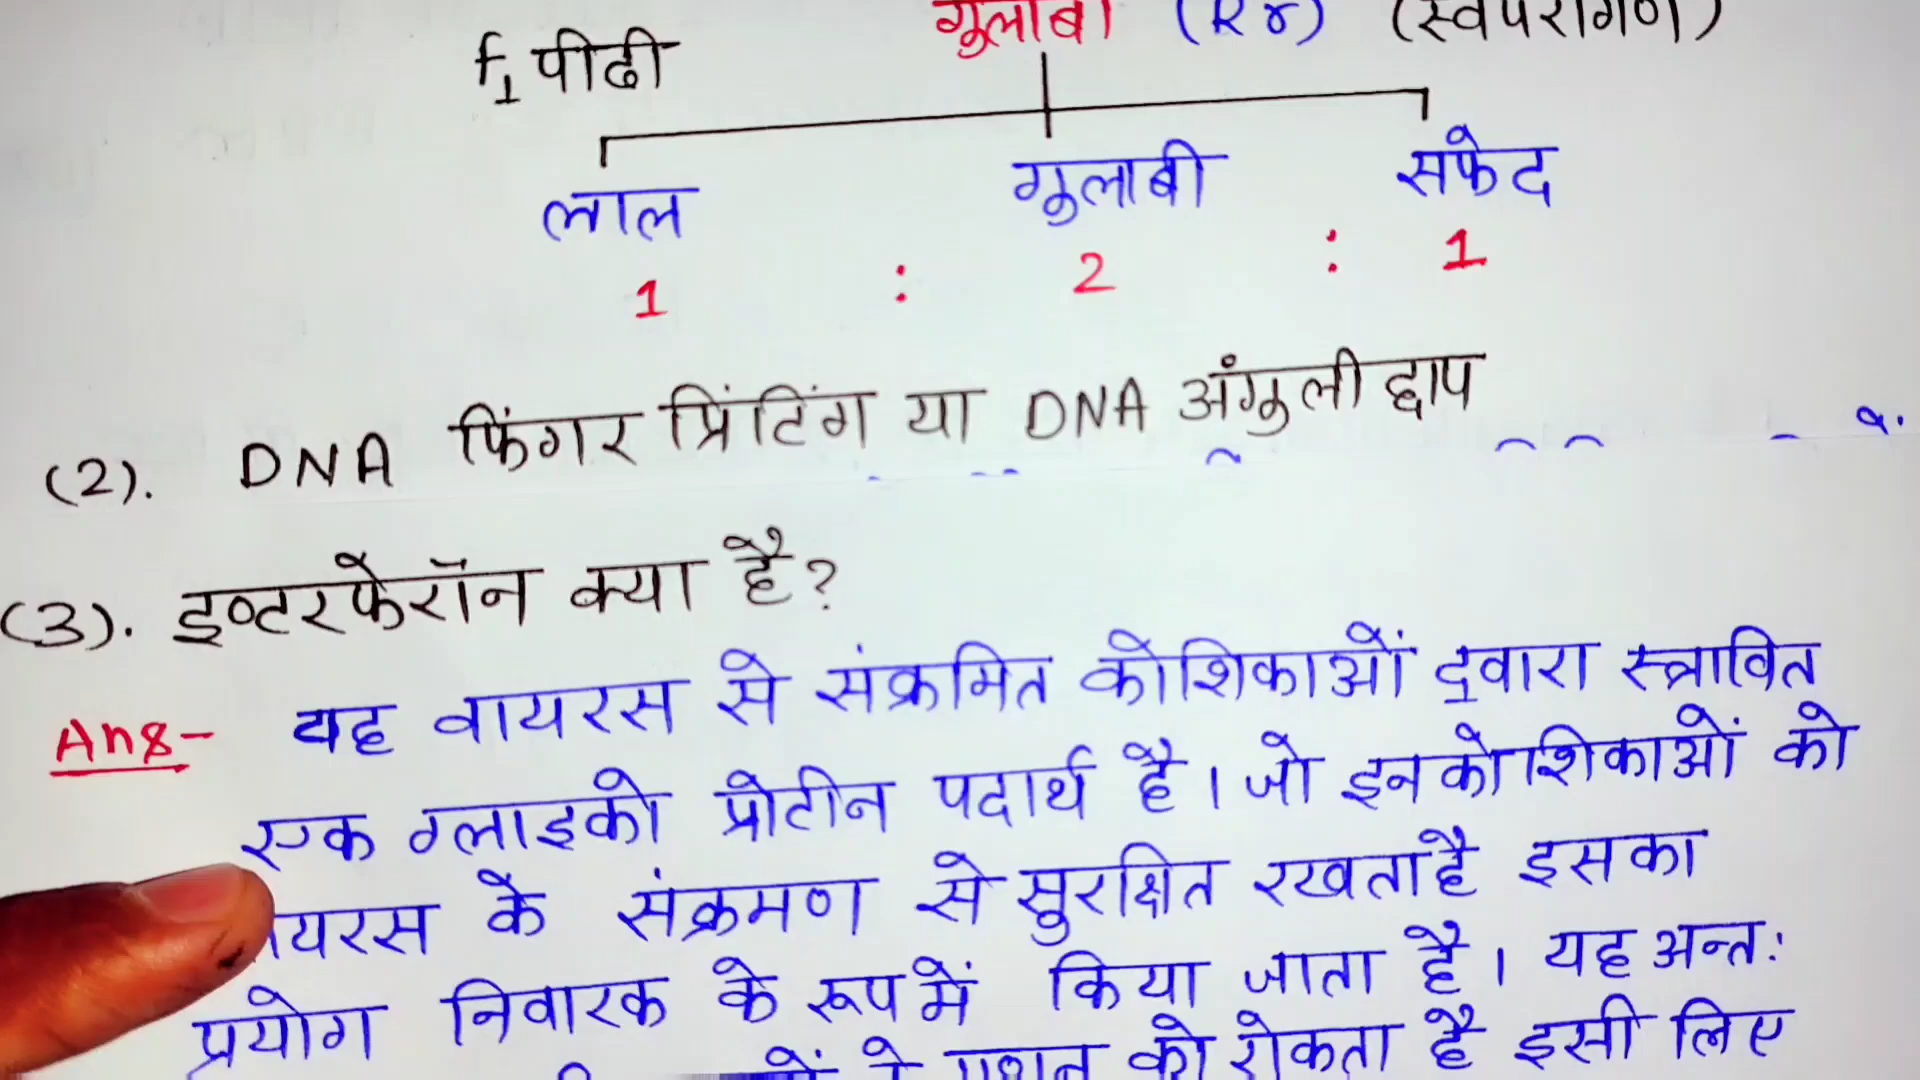 गुलाबी (Rr) (स्वपरागण)
f1 पीढी
लाल गुलाबी सफेद
1 : 2 : 1
(2). DNA फिंगर प्रिंटिंग या DNA अंगुली छाप
(3). इण्टरफेरॉन क्या है?
Ans- यह वायरस से संक्रमित कोशिकाओं द्वारा स्त्रावित
एक ग्लाइको प्रोटीन पदार्थ है। जो इन कोशिकाओं को
वायरस के संक्रमण से सुरक्षित रखता है इसका
प्रयोग निवारक के रूप में किया जाता है। यह अन्त:
को रोकता है इसी लिए